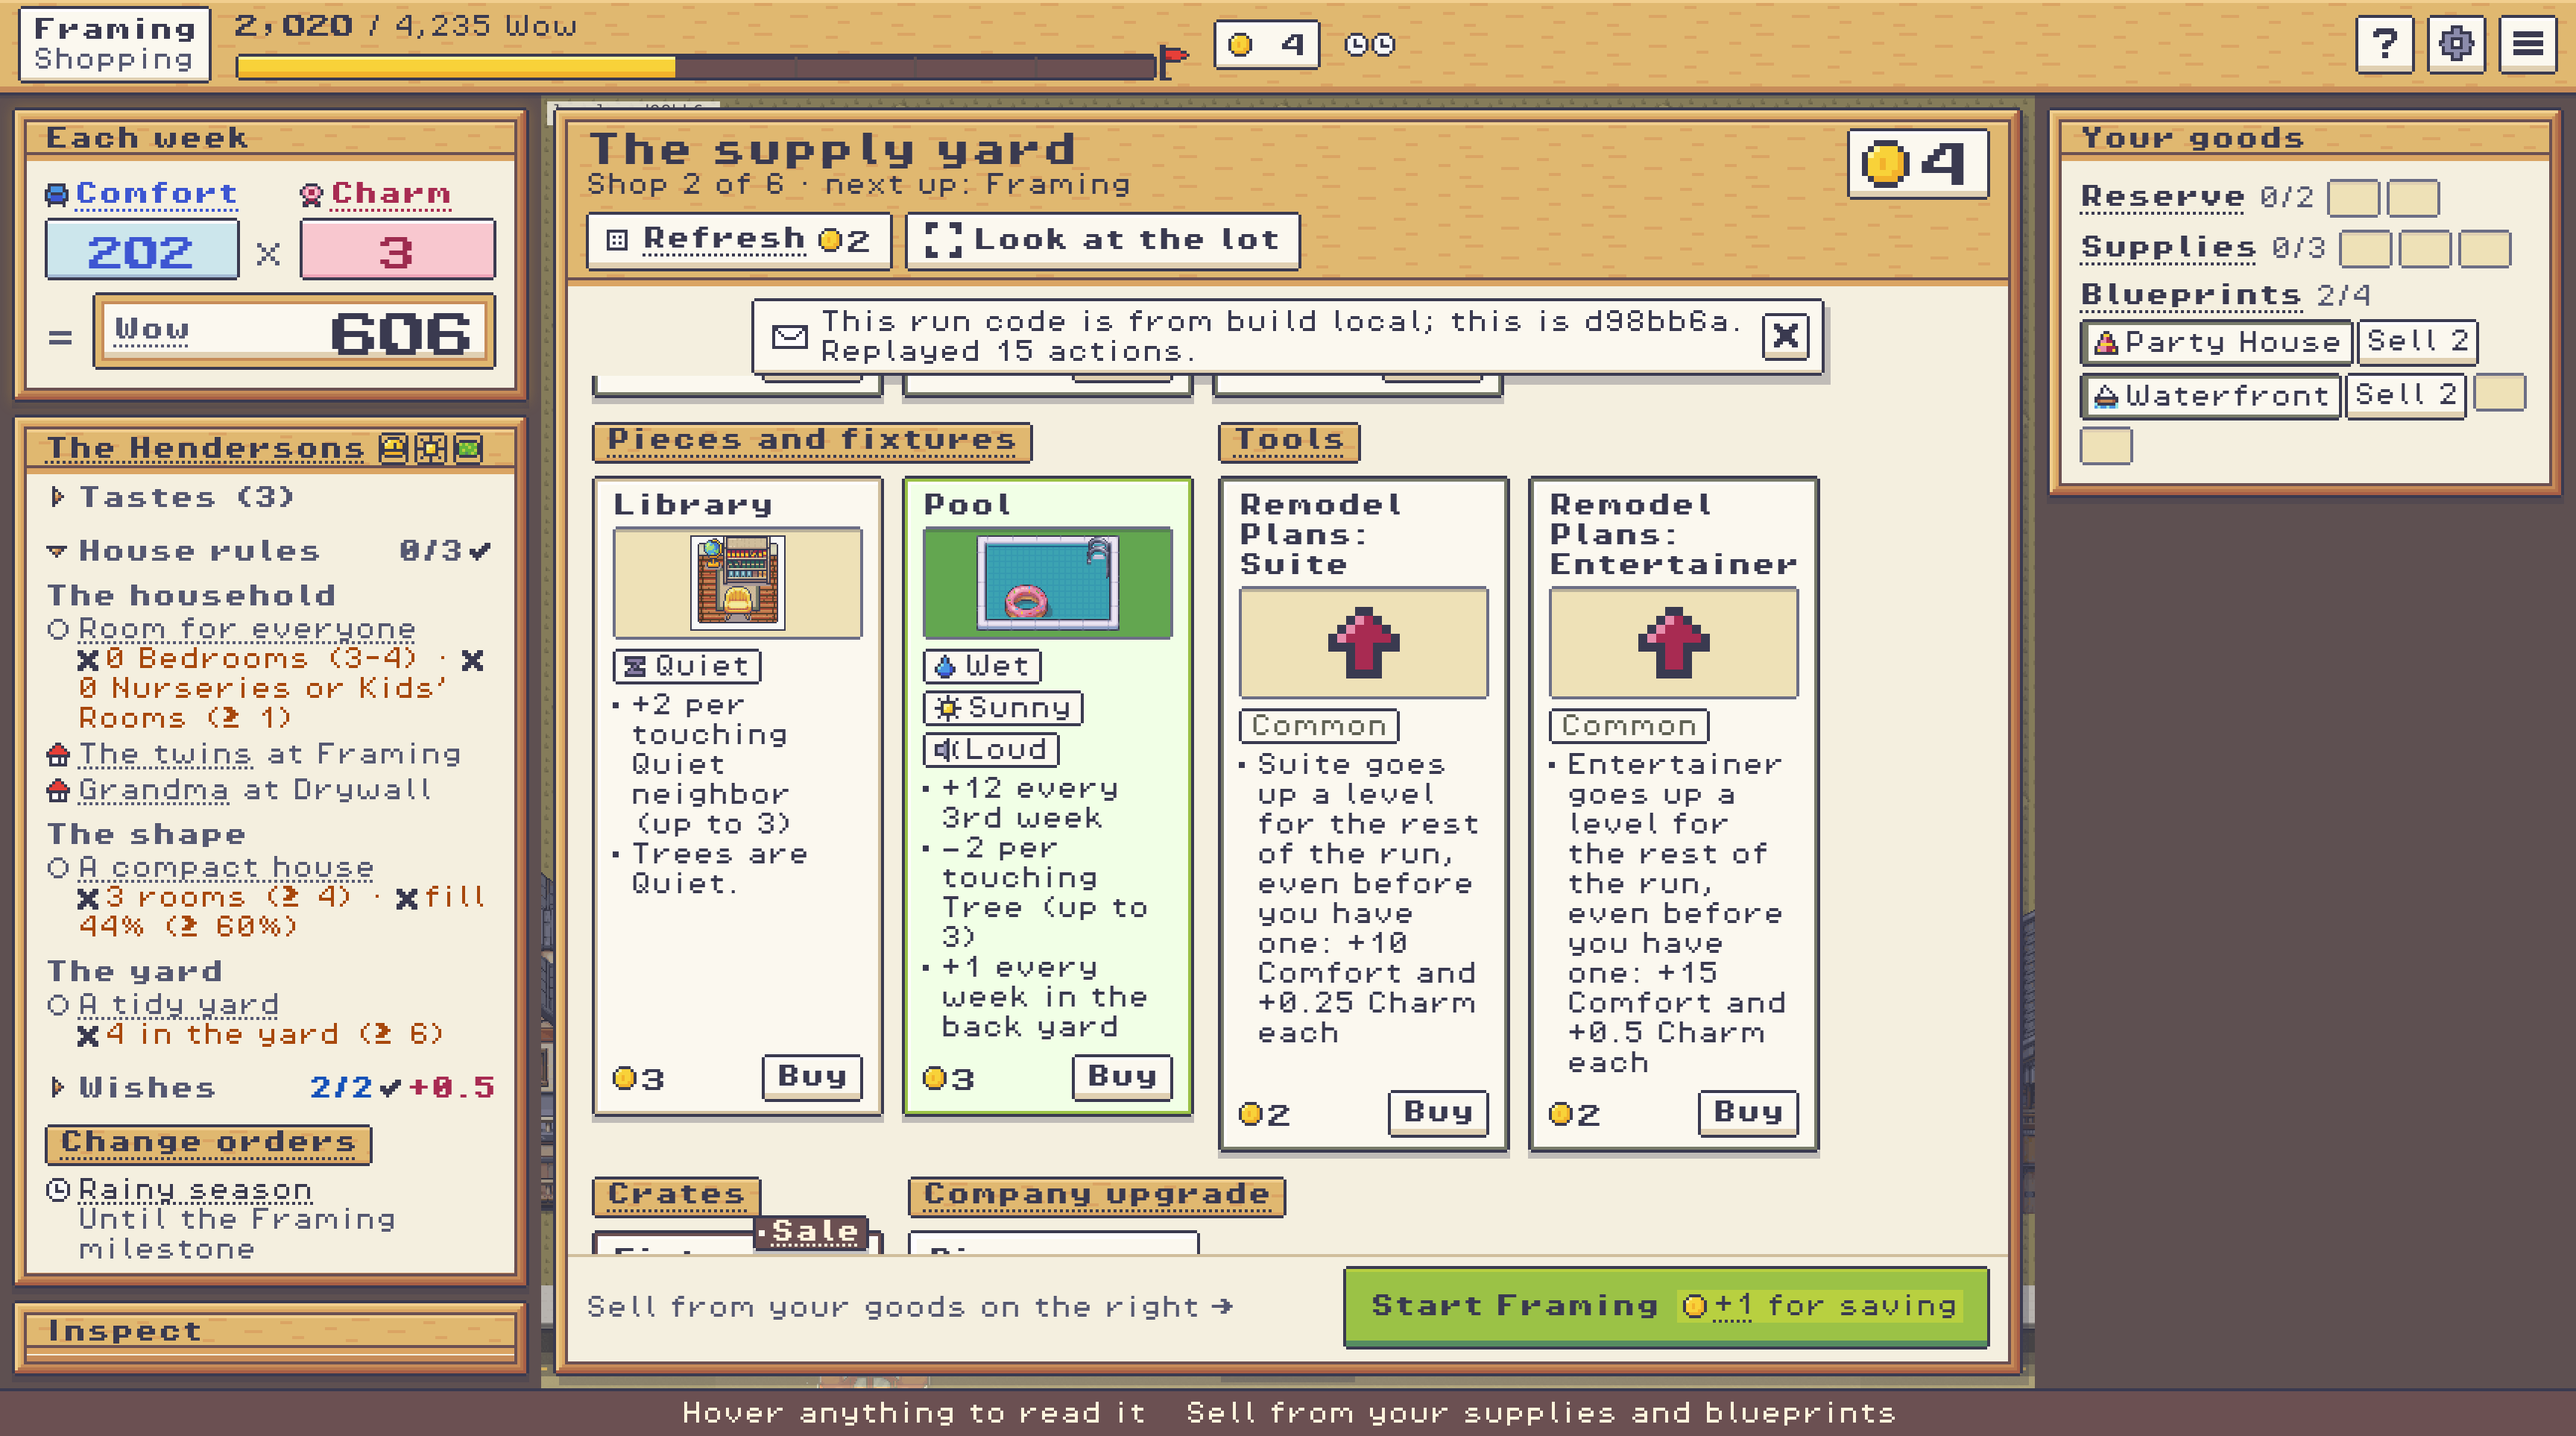 Framing
Shopping
2,020 / 4,235 Wow
4
?
Each week
Comfort
Charm
202 x 3
= Wow 606
The Hendersons
Tastes (3)
House rules 0/3
The household
Room for everyone
0 Bedrooms (3-4) ·
0 Nurseries or Kids'
Rooms (≥ 1)
The twins at Framing
Grandma at Drywall
The shape
A compact house
3 rooms (≥ 4) · fill
44% (≥ 60%)
The yard
A tidy yard
4 in the yard (≥ 6)
Wishes 2/2 +0.5
Change orders
Rainy season
Until the Framing
milestone
Inspect
The supply yard
Shop 2 of 6 · next up: Framing
4
Refresh 2
Look at the lot
This run code is from build local; this is d98bb6a.
Replayed 15 actions.
Pieces and fixtures
Tools
Library
Quiet
· +2 per
touching
Quiet
neighbor
(up to 3)
· Trees are
Quiet.
3 Buy
Pool
Wet
Sunny
Loud
· +12 every
3rd week
· -2 per
touching
Tree (up to
3)
· +1 every
week in the
back yard
3 Buy
Remodel
Plans:
Suite
Common
· Suite goes
up a level
for the rest
of the run,
even before
you have
one: +10
Comfort and
+0.25 Charm
each
2 Buy
Remodel
Plans:
Entertainer
Common
· Entertainer
goes up a
level for
the rest of
the run,
even before
you have
one: +15
Comfort and
+0.5 Charm
each
2 Buy
Crates
Company upgrade
Sale
Sell from your goods on the right →
Start Framing +1 for saving
Your goods
Reserve 0/2
Supplies 0/3
Blueprints 2/4
Party House Sell 2
Waterfront Sell 2
Hover anything to read it Sell from your supplies and blueprints